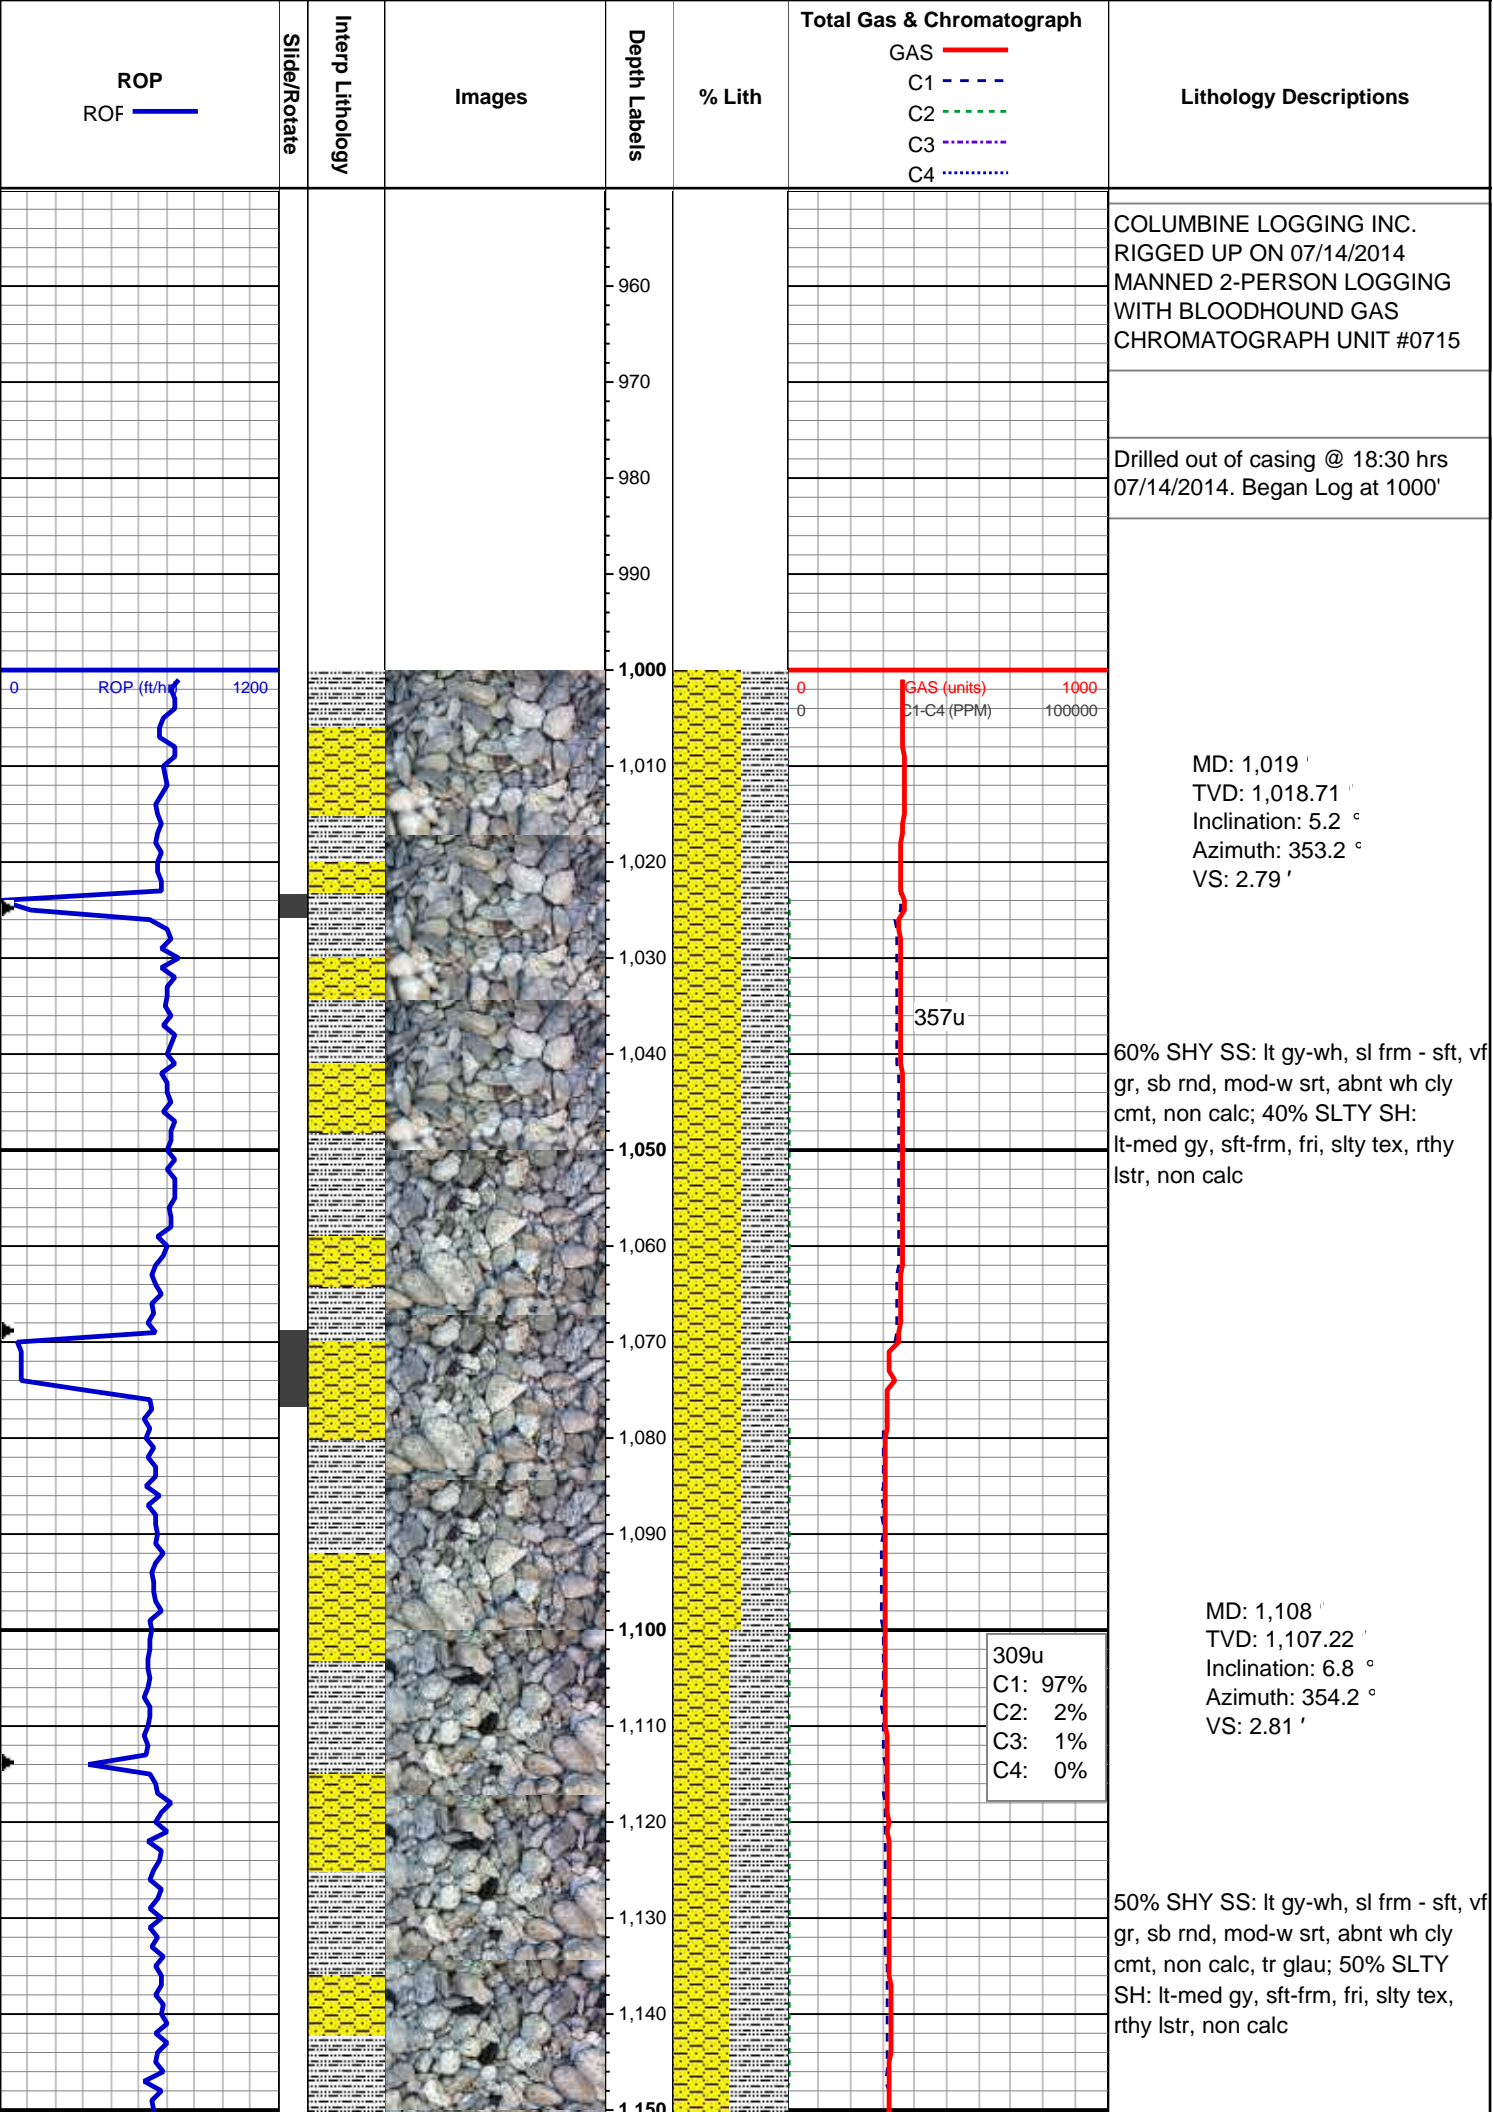 ROP
ROP
Slide/Rotate
Interp Lithology
Images
Depth Labels
% Lith
Total Gas & Chromatograph
GAS
C1
C2
C3
C4
Lithology Descriptions
COLUMBINE LOGGING INC.
RIGGED UP ON 07/14/2014
MANNED 2-PERSON LOGGING
WITH BLOODHOUND GAS
CHROMATOGRAPH UNIT #0715
960
970
Drilled out of casing @ 18:30 hrs
07/14/2014. Began Log at 1000'
980
990
1,000
0 ROP (ft/hr) 1200
0 GAS (units) 1000
0 C1-C4 (PPM) 100000
1,010
MD: 1,019 '
TVD: 1,018.71 '
Inclination: 5.2 °
Azimuth: 353.2 °
VS: 2.79 '
1,020
1,030
357u
1,040
60% SHY SS: lt gy-wh, sl frm - sft, vf
gr, sb rnd, mod-w srt, abnt wh cly
cmt, non calc; 40% SLTY SH:
lt-med gy, sft-frm, fri, slty tex, rthy
lstr, non calc
1,050
1,060
1,070
1,080
1,090
1,100
MD: 1,108 '
TVD: 1,107.22 '
Inclination: 6.8 °
Azimuth: 354.2 °
VS: 2.81 '
309u
C1: 97%
C2: 2%
C3: 1%
C4: 0%
1,110
1,120
1,130
50% SHY SS: lt gy-wh, sl frm - sft, vf
gr, sb rnd, mod-w srt, abnt wh cly
cmt, non calc, tr glau; 50% SLTY
SH: lt-med gy, sft-frm, fri, slty tex,
rthy lstr, non calc
1,140
1,150